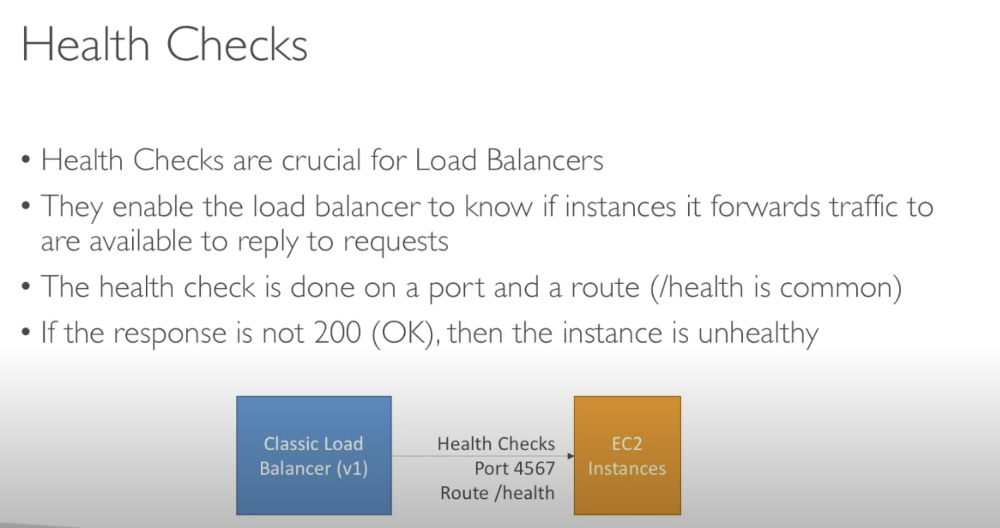 Health Checks
• Health Checks are crucial for Load Balancers
• They enable the load balancer to know if instances it forwards traffic to
are available to reply to requests
• The health check is done on a port and a route (/health is common)
• If the response is not 200 (OK), then the instance is unhealthy
Classic Load
Balancer (v1)
Health Checks
Port 4567
Route /health
EC2
Instances